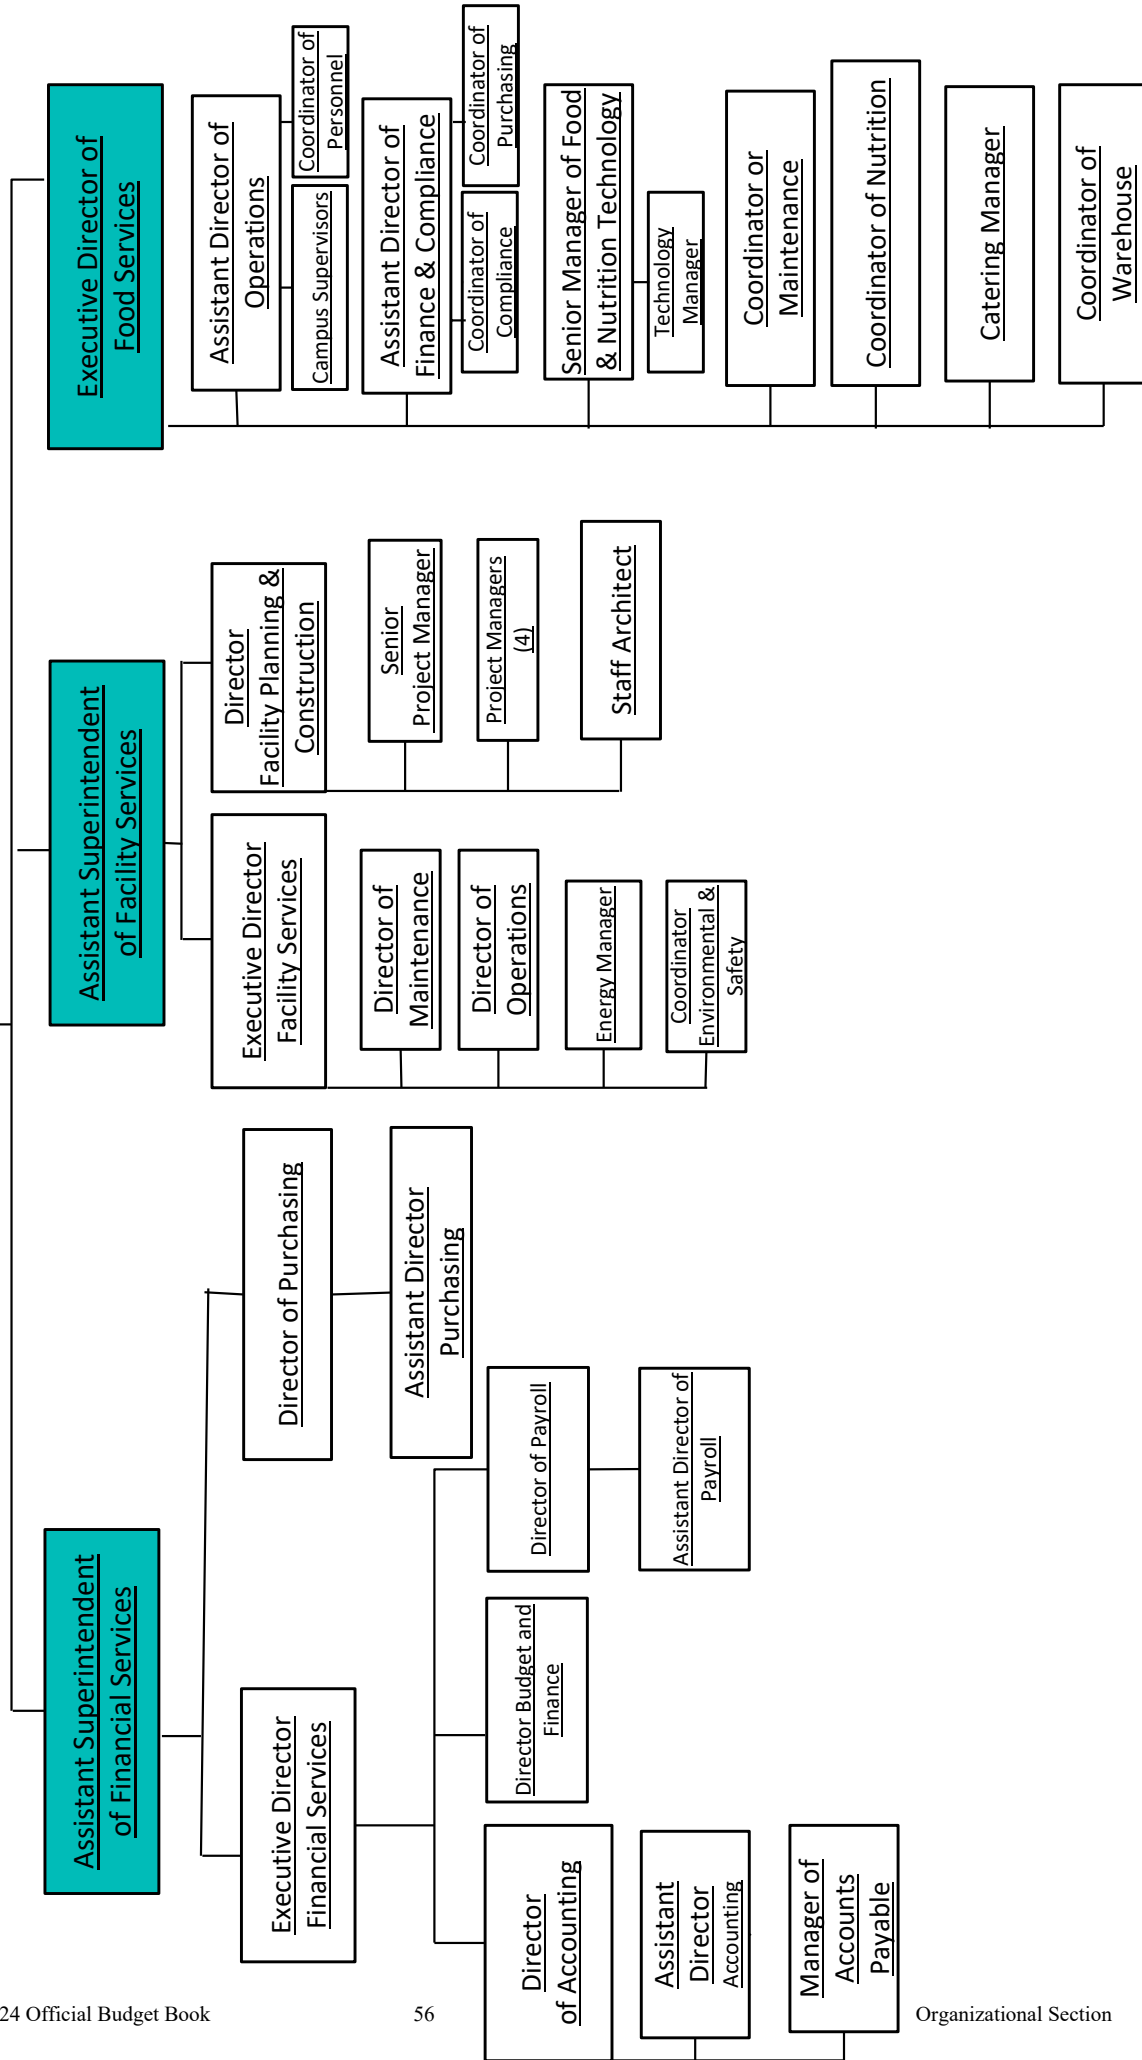 Assistant Superintendent
of Financial Services
Executive Director
Financial Services
Director
of Accounting
Assistant
Director
Accounting
Manager of
Accounts
Payable
Director Budget and
Finance
Director of Payroll
Assistant Director of
Payroll
Director of Purchasing
Assistant Director
Purchasing
Assistant Superintendent
of Facility Services
Executive Director
Facility Services
Director of
Maintenance
Director of
Operations
Energy Manager
Coordinator
Environmental &
Safety
Director
Facility Planning &
Construction
Senior
Project Manager
Project Managers
(4)
Staff Architect
Executive Director of
Food Services
Assistant Director of
Operations
Campus Supervisors
Coordinator of
Personnel
Assistant Director of
Finance & Compliance
Coordinator of
Compliance
Coordinator of
Purchasing
Senior Manager of Food
& Nutrition Technology
Technology
Manager
Coordinator or
Maintenance
Coordinator of Nutrition
Catering Manager
Coordinator of
Warehouse
24 Official Budget Book
56
Organizational Section